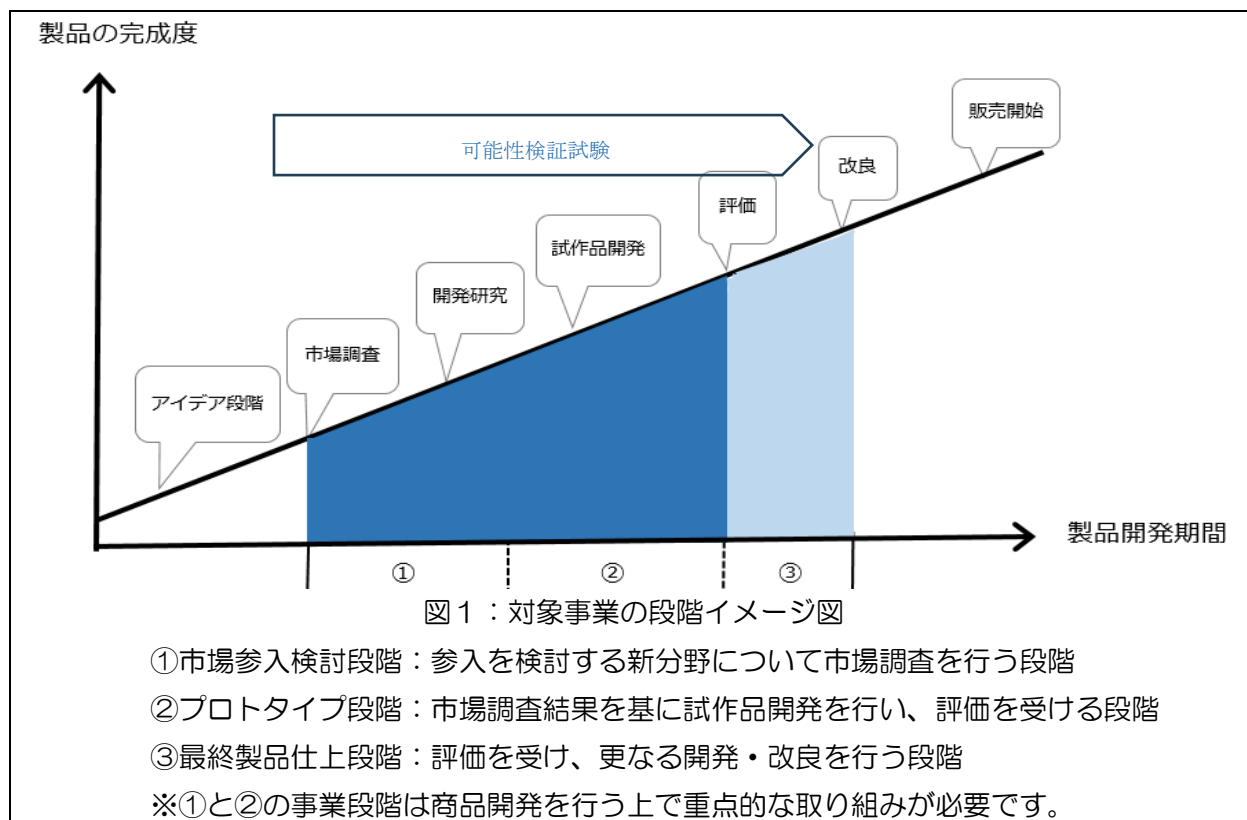 製品の完成度
販売開始
可能性検証試験
改良
評価
試作品開発
開発研究
市場調査
アイデア段階
製品開発期間
① ② ③
図１：対象事業の段階イメージ図
①市場参入検討段階：参入を検討する新分野について市場調査を行う段階
②プロトタイプ段階：市場調査結果を基に試作品開発を行い、評価を受ける段階
③最終製品仕上段階：評価を受け、更なる開発・改良を行う段階
※①と②の事業段階は商品開発を行う上で重点的な取り組みが必要です。